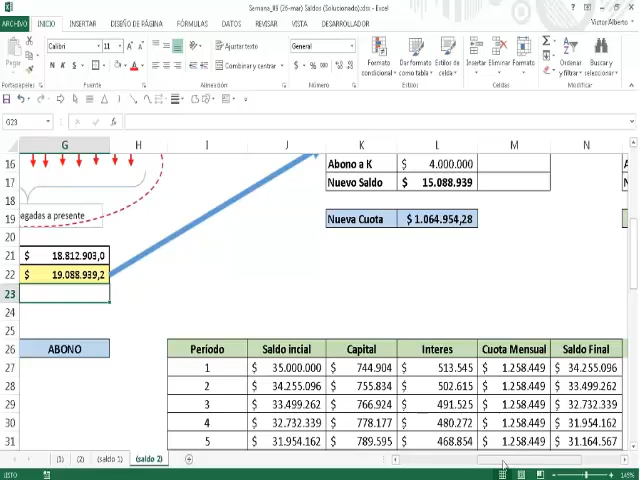 Semana_#8 (26-mar) Saldos (Solucionado).xlsx - Excel
ARCHIVO INICIO INSERTAR DISEÑO DE PÁGINA FÓRMULAS DATOS REVISAR VISTA DESARROLLADOR Victor Alberto
Calibri 11 Ajustar texto General
Pegar N K S Combinar y centrar $ % 000
Formato condicional Dar formato como tabla Estilos de celda Insertar Eliminar Formato Ordenar y filtrar Buscar y seleccionar
Portapapeles Fuente Alineación Número Estilos Celdas Modificar
G23 fx
G H I J K L M N
16 Abono a K $ 4.000.000
17 Nuevo Saldo $ 15.088.939
18
19 egadas a presente Nueva Cuota $ 1.064.954,28
20
21 $ 18.812.903,0
22 $ 19.088.939,2
23
24
25
26 ABONO Período Saldo incial Capital Interes Cuota Mensual Saldo Final
27 1 $ 35.000.000 $ 744.904 $ 513.545 $ 1.258.449 $ 34.255.096
28 2 $ 34.255.096 $ 755.834 $ 502.615 $ 1.258.449 $ 33.499.262
29 3 $ 33.499.262 $ 766.924 $ 491.525 $ 1.258.449 $ 32.732.339
30 4 $ 32.732.339 $ 778.177 $ 480.272 $ 1.258.449 $ 31.954.162
31 5 $ 31.954.162 $ 789.595 $ 468.854 $ 1.258.449 $ 31.164.567
(1) (2) (saldo 1) (saldo 2)
LISTO 145%